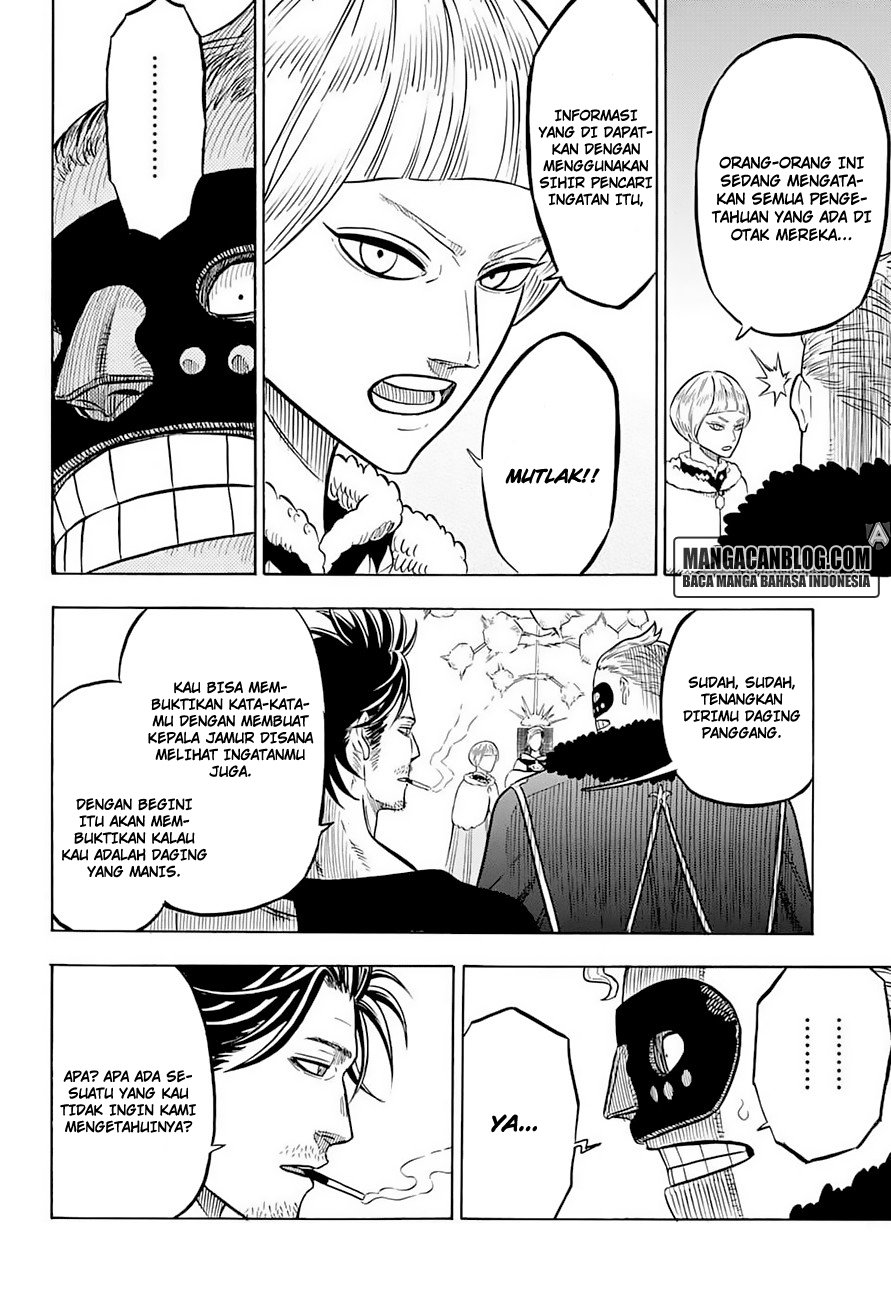 ORANG-ORANG INI
SEDANG MENGATA-
KAN SEMUA PENGE-
TAHUAN YANG ADA DI
OTAK MEREKA...
INFORMASI
YANG DI DAPAT-
KAN DENGAN
MENGGUNAKAN
SIHIR PENCARI
INGATAN ITU,
MUTLAK!!
..........
MANGACANBLOG.COM
BACA MANGA BAHASA INDONESIA
SUDAH, SUDAH,
TENANGKAN
DIRIMU DAGING
PANGGANG.
KAU BISA MEM-
BUKTIKAN KATA-KATA-
MU DENGAN MEMBUAT
KEPALA JAMUR DISANA
MELIHAT INGATANMU
JUGA.
DENGAN BEGINI
ITU AKAN MEM-
BUKTIKAN KALAU
KAU ADALAH DAGING
YANG MANIS.
..........
YA...
APA? APA ADA SE-
SUATU YANG KAU
TIDAK INGIN KAMI
MENGETAHUINYA?